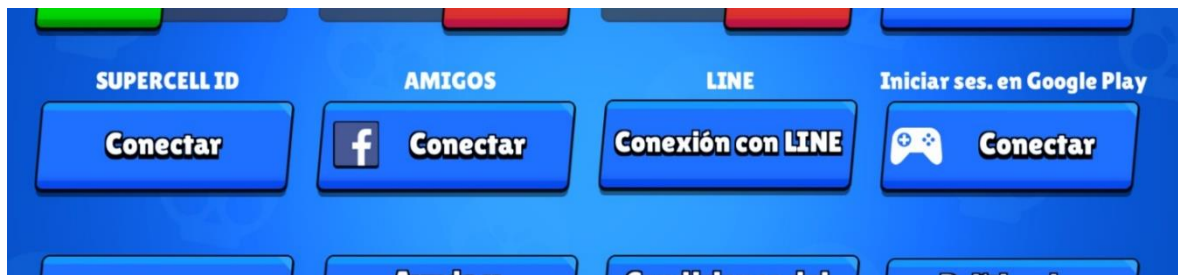 SUPERCELL ID
AMIGOS
LINE
Iniciar ses. en Google Play
Conectar
Conectar
Conexión con LINE
Conectar